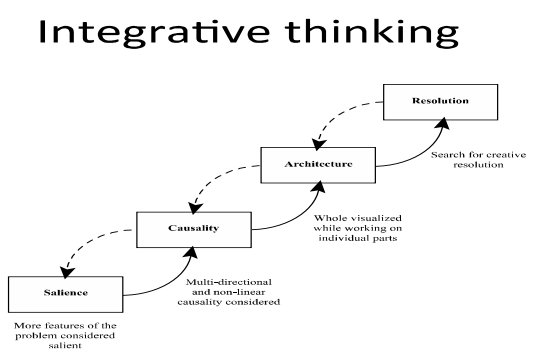 Integrative thinking
Resolution
Search for creative
resolution
Architecture
Whole visualized
while working on
individual parts
Causality
Multi-directional
and non-linear
causality considered
Salience
More features of the
problem considered
salient